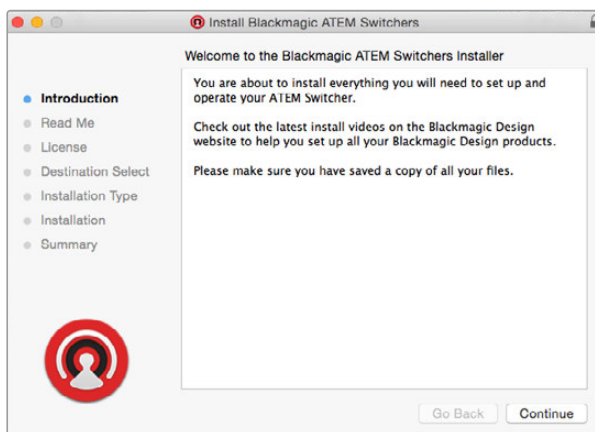 Install Blackmagic ATEM Switchers
Welcome to the Blackmagic ATEM Switchers Installer
Introduction
Read Me
License
Destination Select
Installation Type
Installation
Summary
You are about to install everything you will need to set up and
operate your ATEM Switcher.
Check out the latest install videos on the Blackmagic Design
website to help you set up all your Blackmagic Design products.
Please make sure you have saved a copy of all your files.
Go Back
Continue